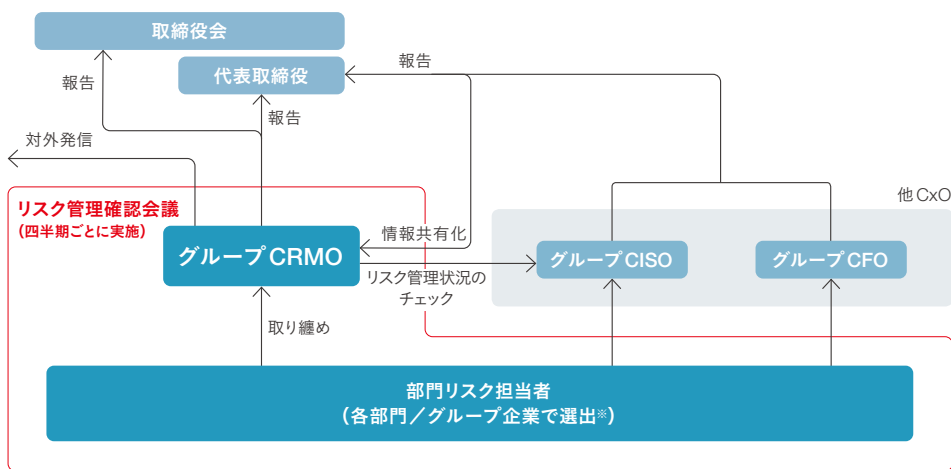 取締役会
報告
代表取締役
報告
報告
対外発信
他CxO
リスク管理確認会議
(四半期ごとに実施)
グループCRMO
情報共有化
リスク管理状況の
チェック
グループCISO
グループCFO
取り纏め
部門リスク担当者
(各部門／グループ企業で選出※)